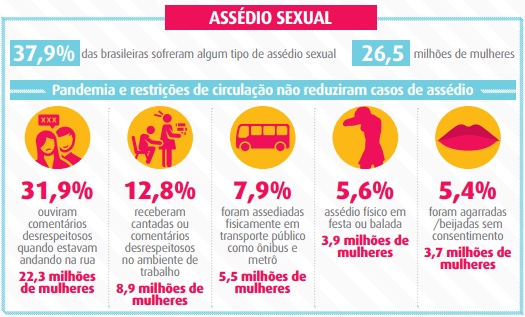 ASSÉDIO SEXUAL
37,9% das brasileiras sofreram algum tipo de assédio sexual 26,5 milhões de mulheres
Pandemia e restrições de circulação não reduziram casos de assédio
XXX
31,9%
ouviram
comentários
desrespeitosos
quando estavam
andando na rua
22,3 milhões
de mulheres
12,8%
receberam
cantadas ou
comentários
desrespeitosos
no ambiente de
trabalho
8,9 milhões de
mulheres
7,9%
foram assediadas
fisicamente em
transporte público
como ônibus e
metrô
5,5 milhões de
mulheres
5,6%
assédio físico em
festa ou balada
3,9 milhões de
mulheres
5,4%
foram agarradas
/beijadas sem
consentimento
3,7 milhões de
mulheres